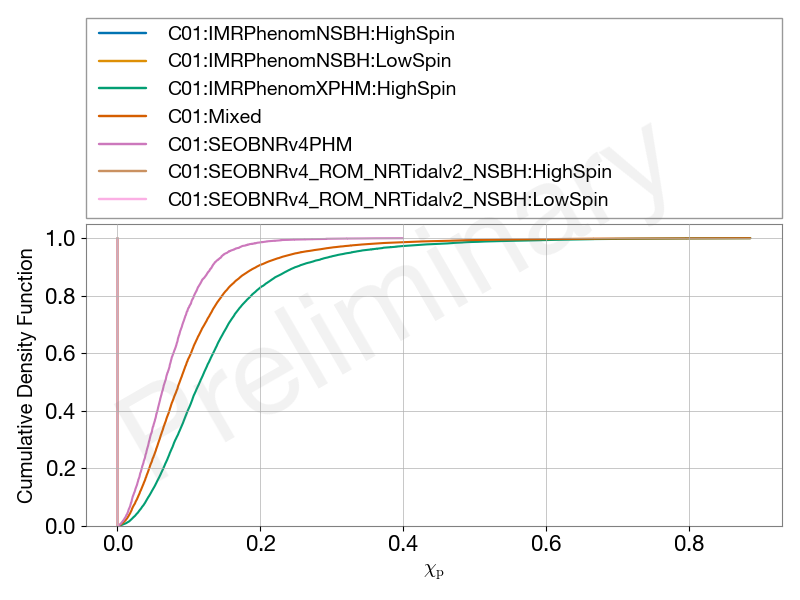 C01:IMRPhenomNSBH:HighSpin
C01:IMRPhenomNSBH:LowSpin
C01:IMRPhenomXPHM:HighSpin
C01:Mixed
C01:SEOBNRv4PHM
C01:SEOBNRv4_ROM_NRTidalv2_NSBH:HighSpin
C01:SEOBNRv4_ROM_NRTidalv2_NSBH:LowSpin
Preliminary
Cumulative Density Function
1.0
0.8
0.6
0.4
0.2
0.0
0.0 0.2 0.4 0.6 0.8
χp